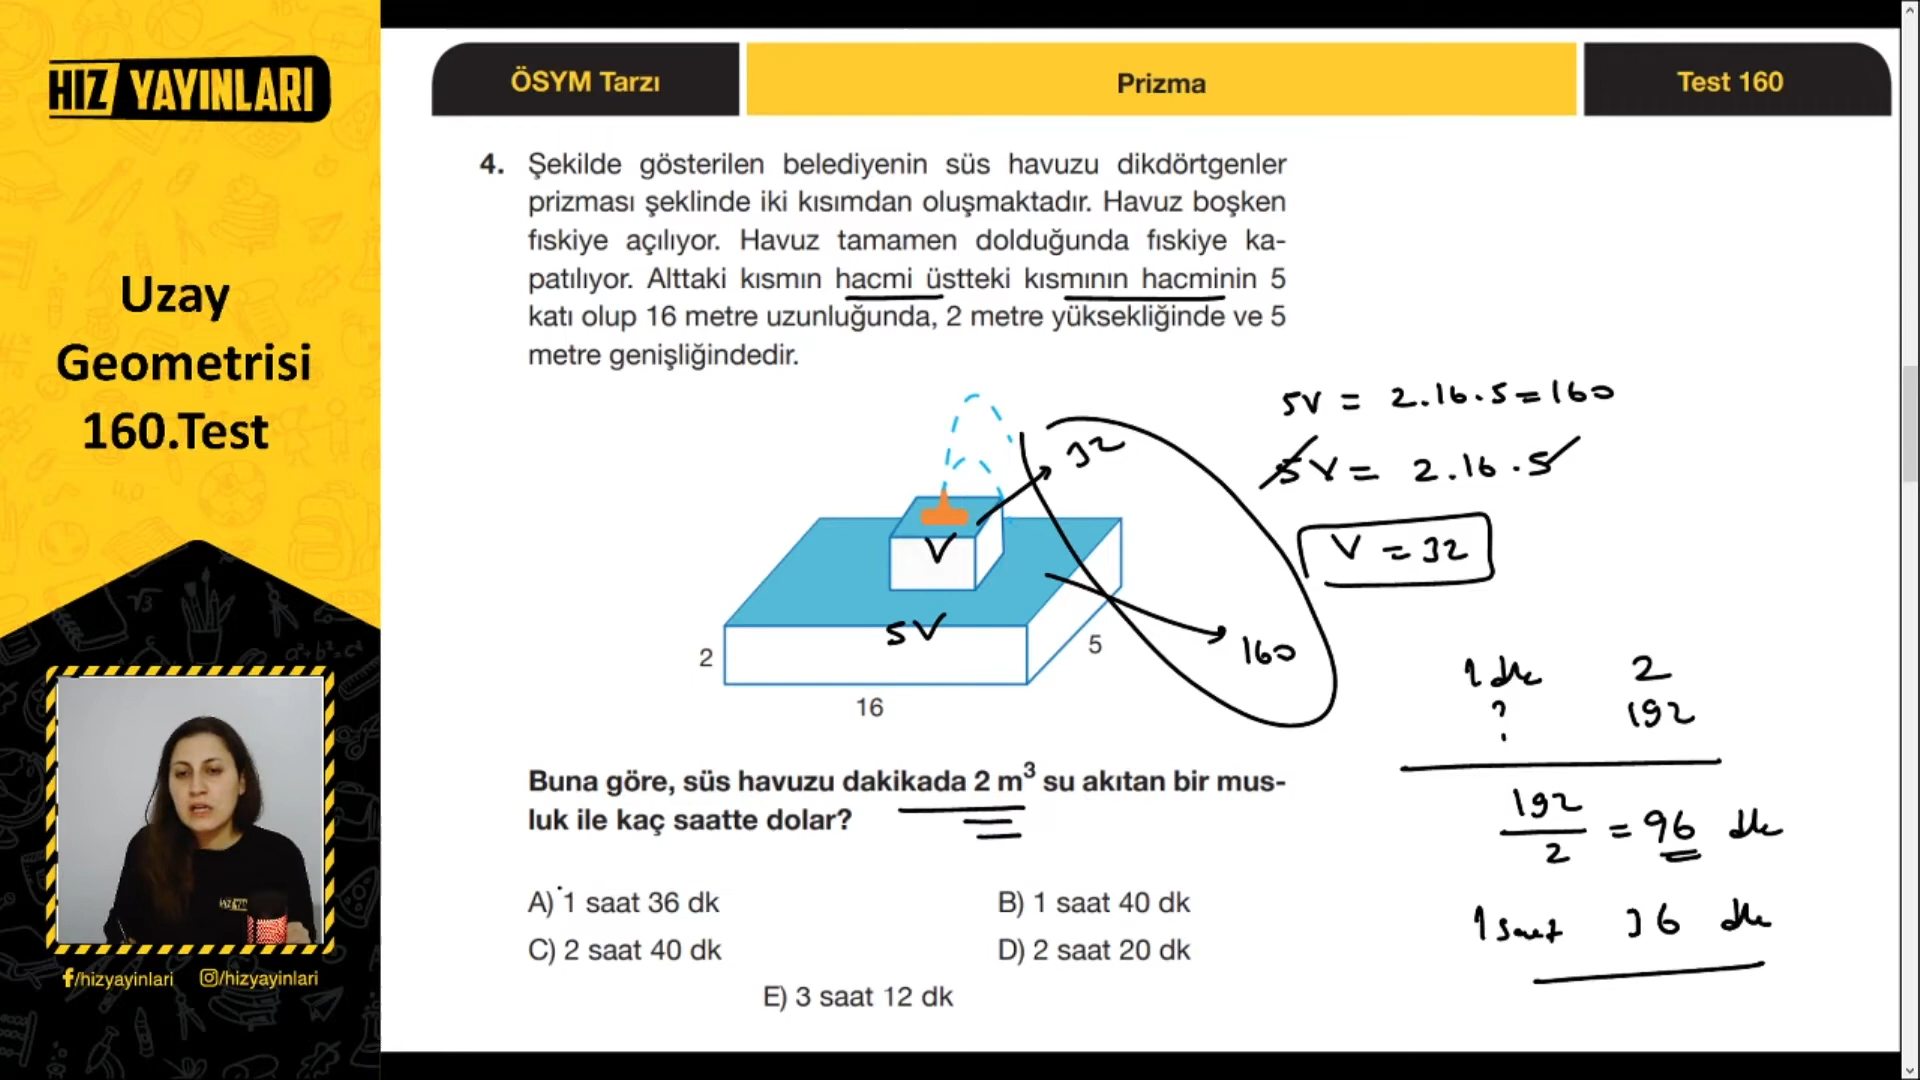 HIZ YAYINLARI
Uzay
Geometrisi
160.Test
f/hizyayinlari
/hizyayinlari
ÖSYM Tarzı
Prizma
Test 160
4. Şekilde gösterilen belediyenin süs havuzu dikdörtgenler
prizması şeklinde iki kısımdan oluşmaktadır. Havuz boşken
fıskiye açılıyor. Havuz tamamen dolduğunda fıskiye ka-
patılıyor. Alttaki kısmın hacmi üstteki kısmının hacminin 5
katı olup 16 metre uzunluğunda, 2 metre yüksekliğinde ve 5
metre genişliğindedir.
32
V
5V
160
2
5
16
5V = 2.16.5=160
5V = 2.16.5
V = 32
1 dk 2
? 192
192
2
= 96 dk
1 saat 36 dk
Buna göre, süs havuzu dakikada 2 m³ su akıtan bir mus-
luk ile kaç saatte dolar?
A) 1 saat 36 dk
B) 1 saat 40 dk
C) 2 saat 40 dk
D) 2 saat 20 dk
E) 3 saat 12 dk